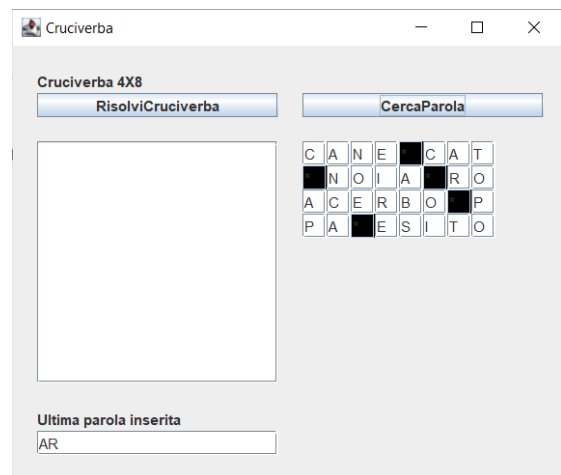 Cruciverba
Cruciverba 4X8
RisolviCruciverba
CercaParola
C A N E * C A T
* N O I A * R O
A C E R B O * P
P A * E S I T O
Ultima parola inserita
AR